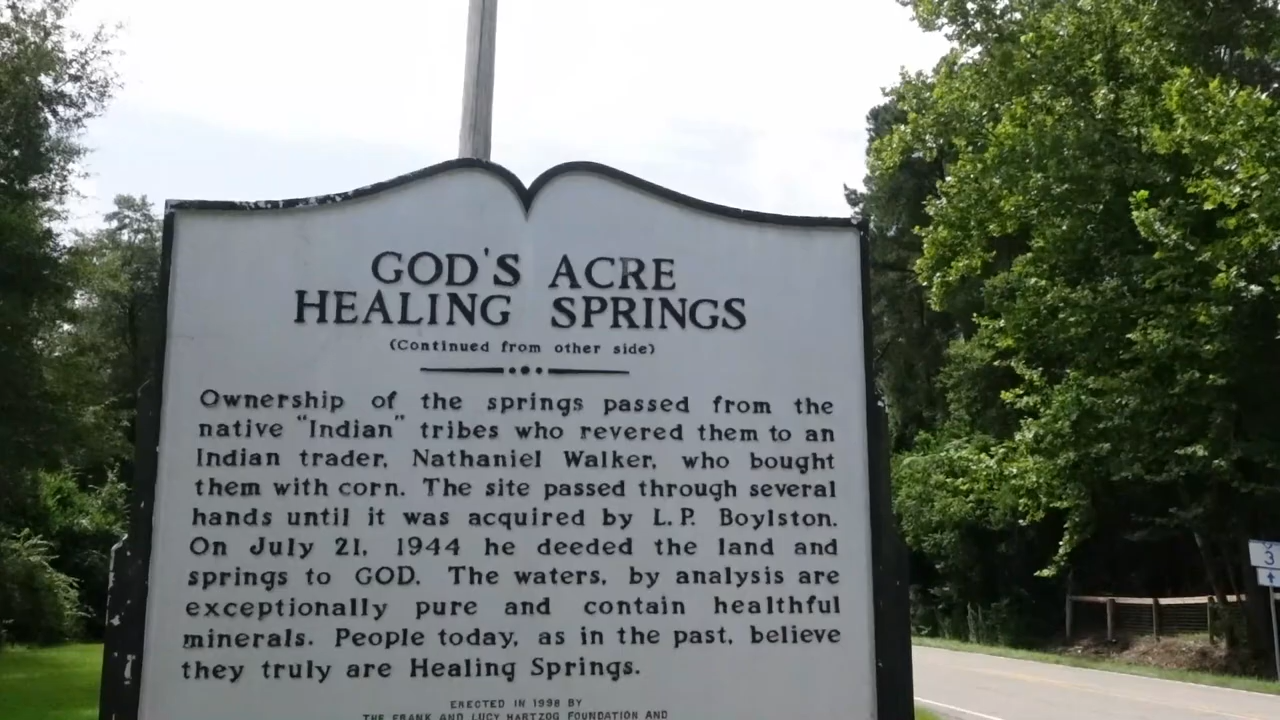 GOD'S ACRE
HEALING SPRINGS
(Continued from other side)
Ownership of the springs passed from the
native "Indian" tribes who revered them to an
Indian trader, Nathaniel Walker, who bought
them with corn. The site passed through several
hands until it was acquired by L.P. Boylston.
On July 21, 1944 he deeded the land and
springs to GOD. The waters, by analysis are
exceptionally pure and contain healthful
minerals. People today, as in the past, believe
they truly are Healing Springs.
ERECTED IN 1998 BY
THE FRANK AND LUCY HARTZOG FOUNDATION AND
3